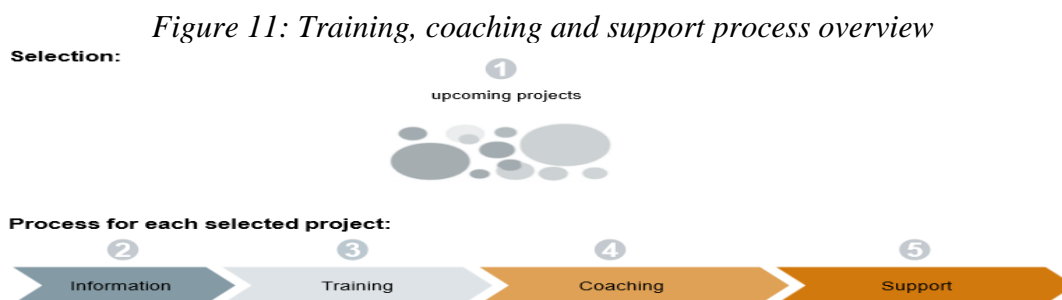 Figure 11: Training, coaching and support process overview
Selection:
1
upcoming projects
Process for each selected project:
2 3 4 5
Information Training Coaching Support